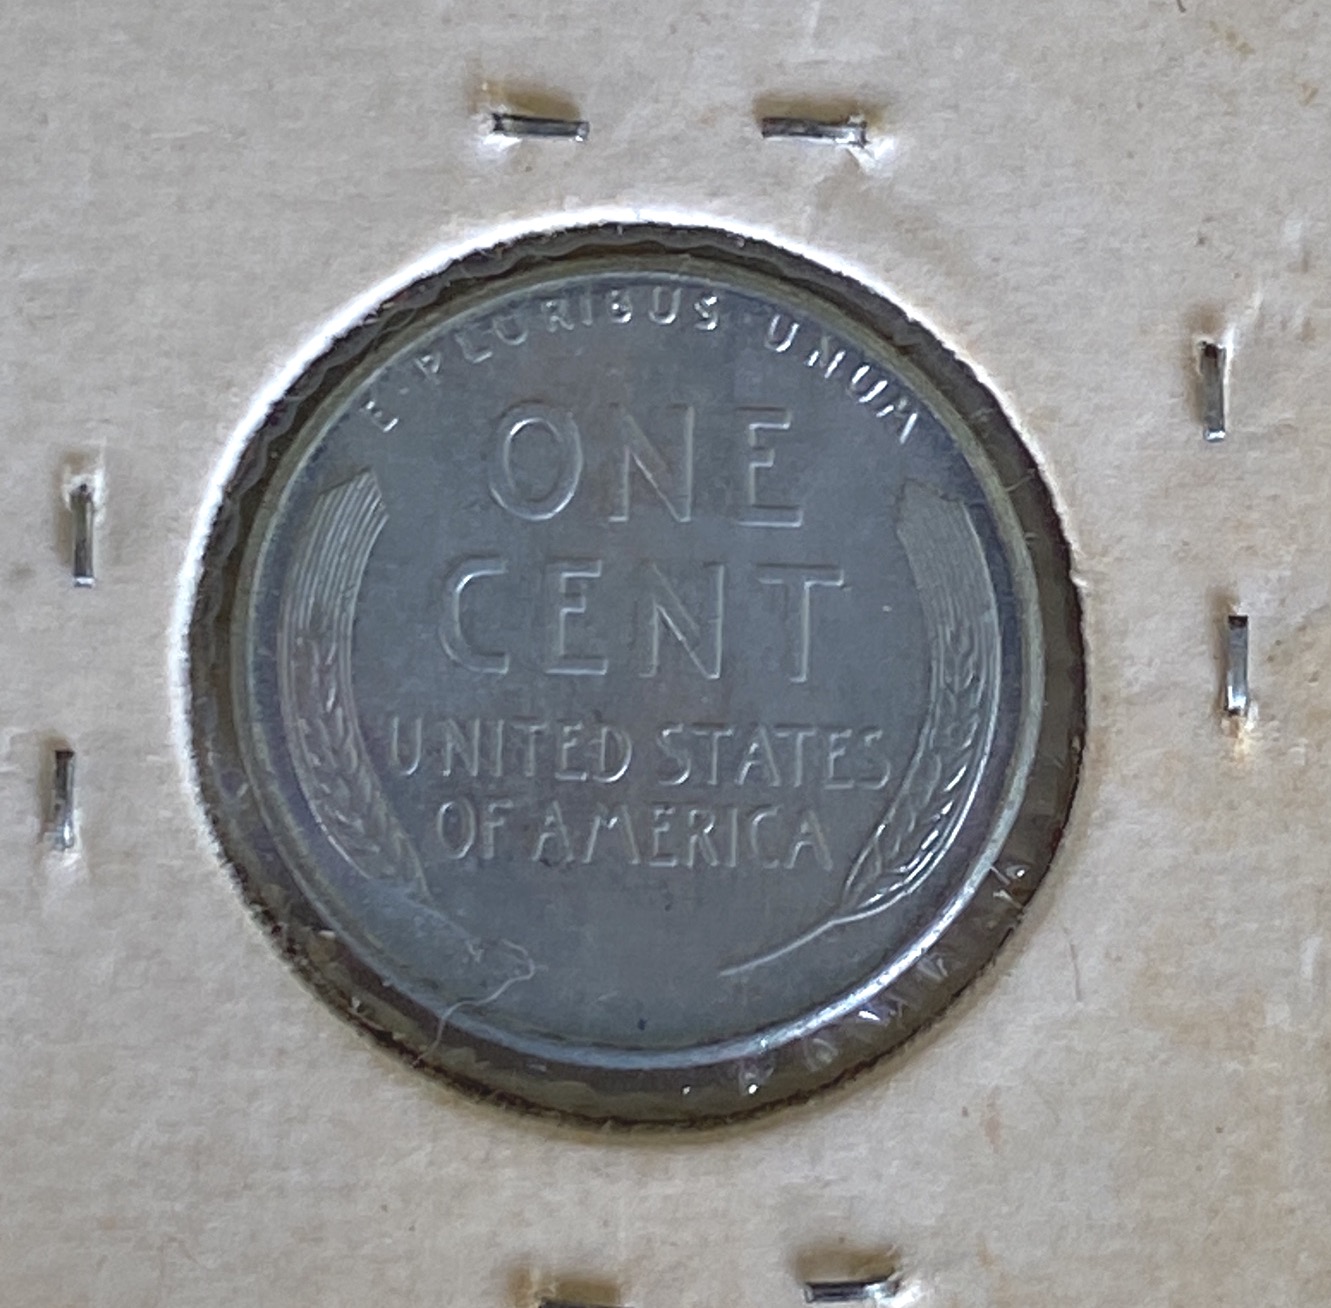 E·PLURIBUS·UNUM
ONE
CENT
UNITED STATES
OF AMERICA